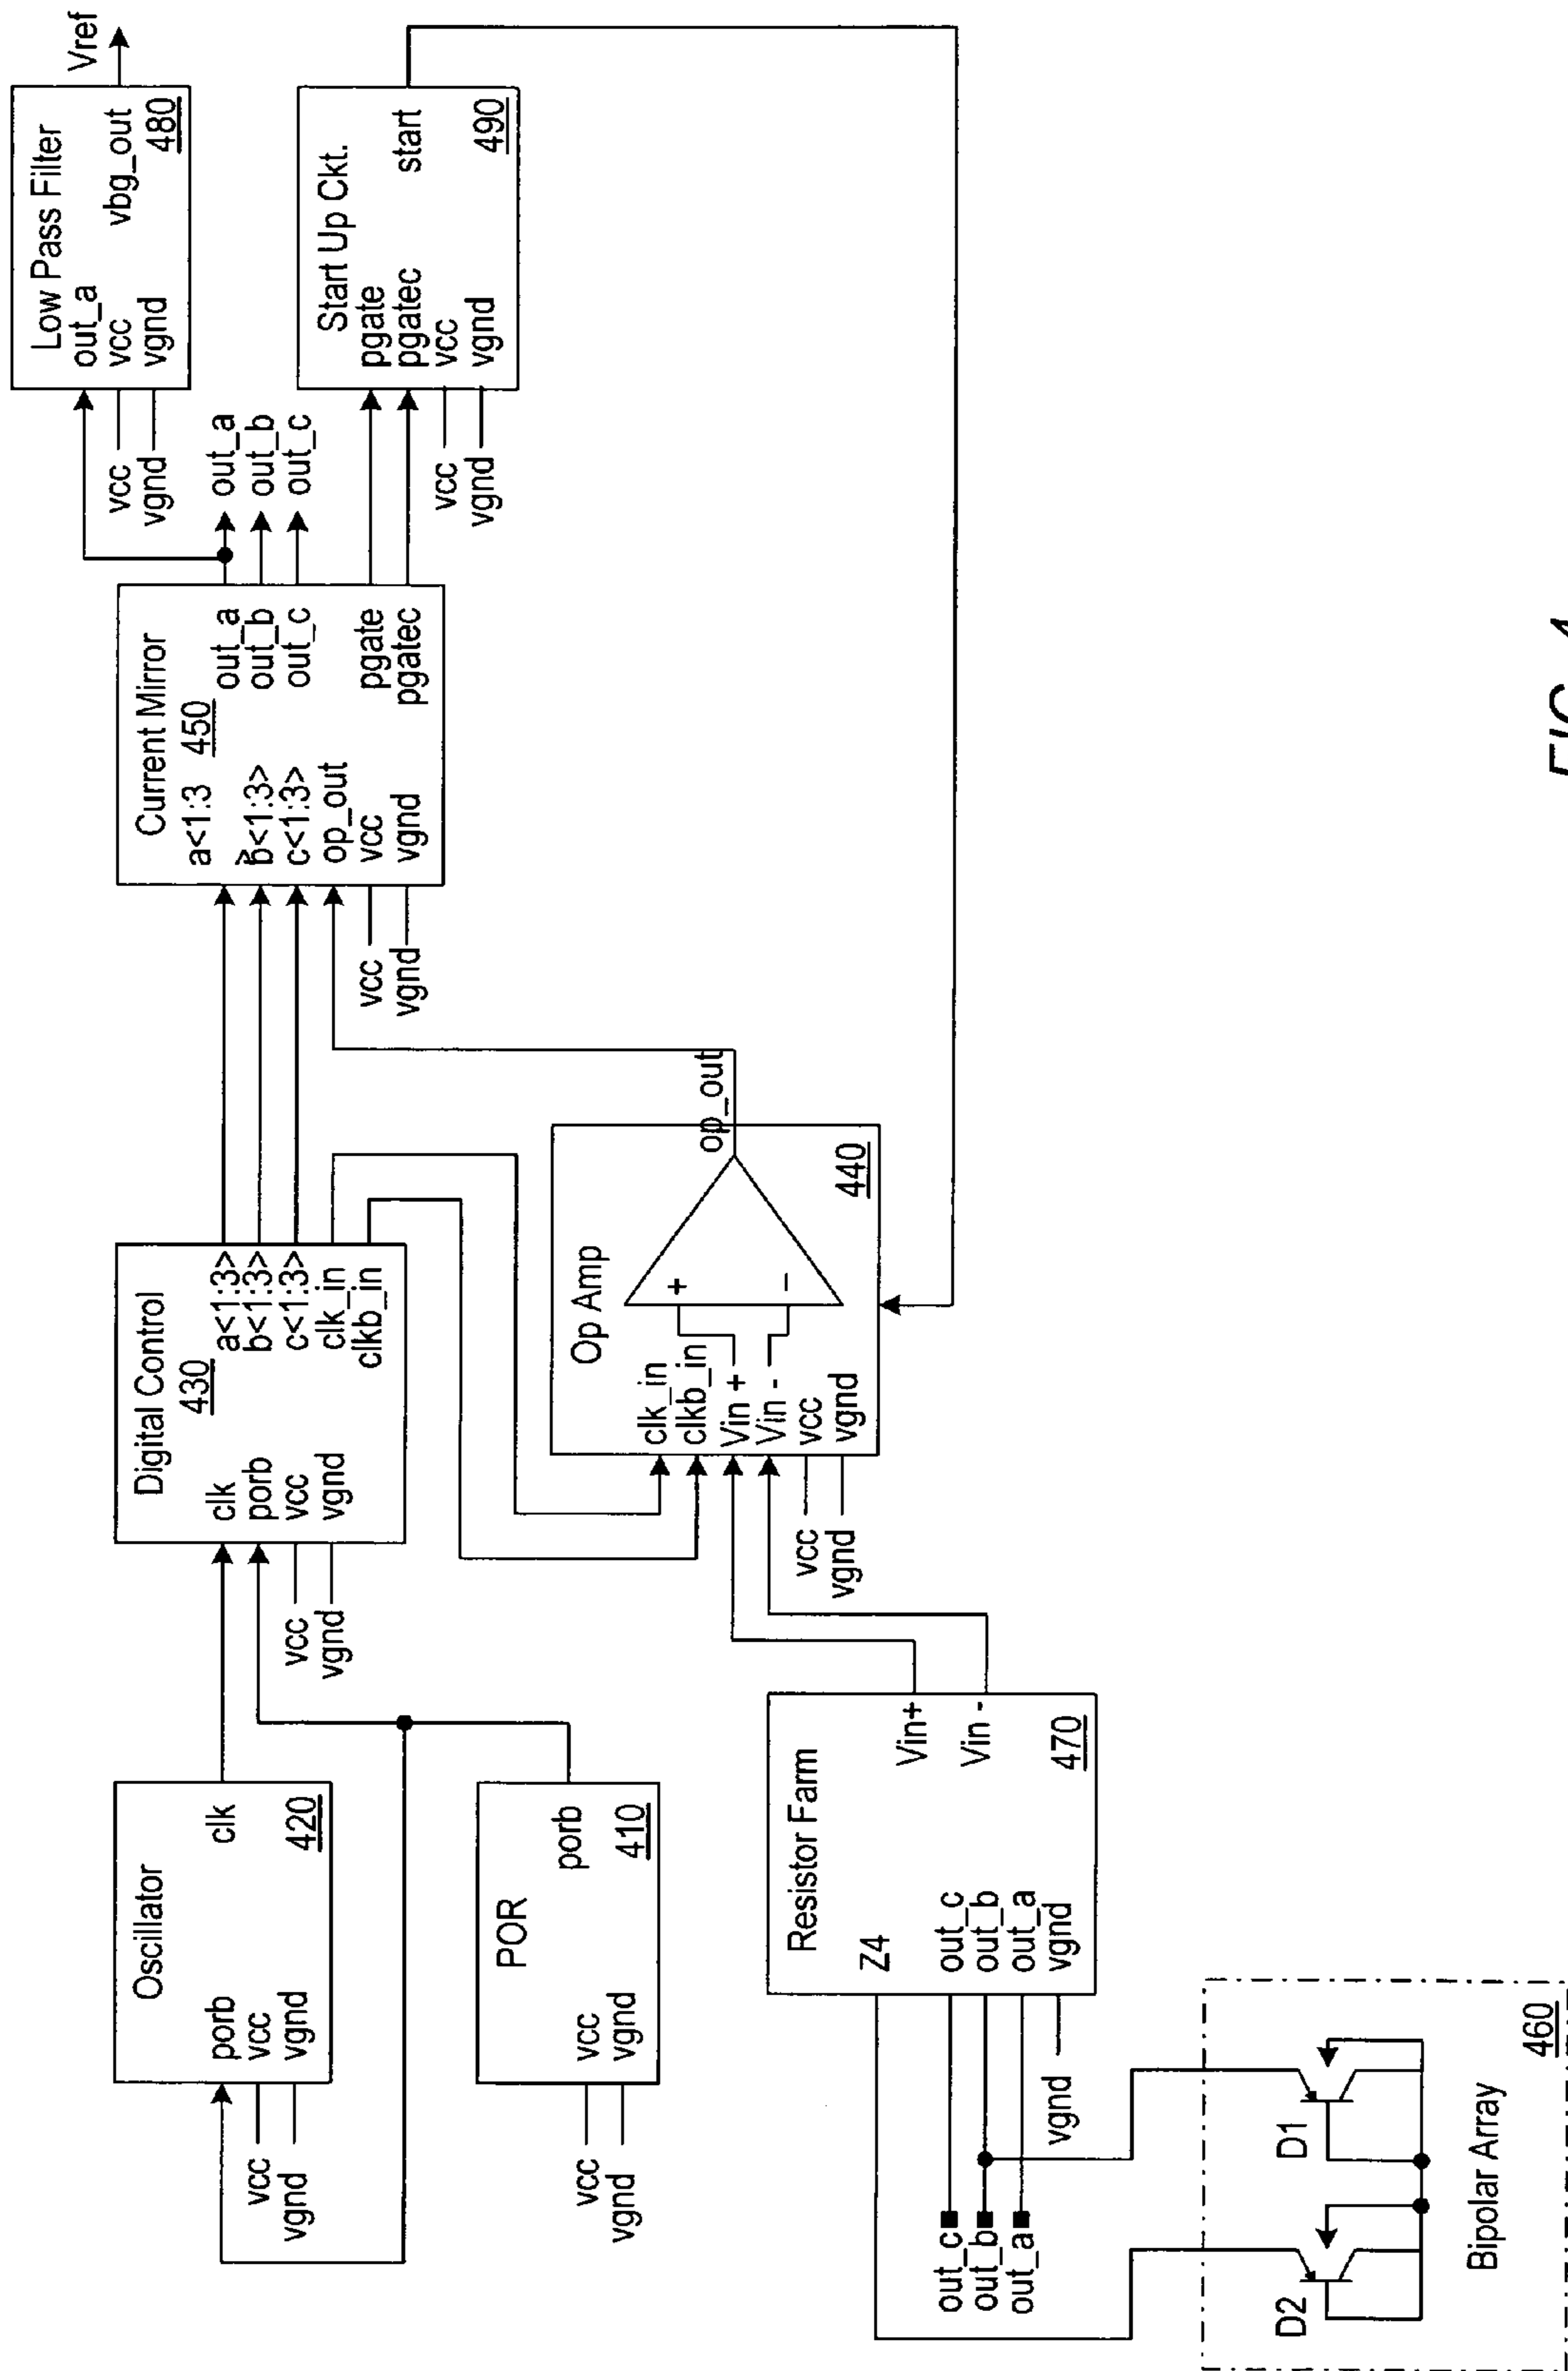 Oscillator
porb
vcc
vgnd
clk
420
vcc
vgnd
POR
vcc
vgnd
porb
410
vcc
vgnd
Digital Control
430
clk
porb
vcc
vgnd
a<1:3>
b<1:3>
c<1:3>
clk_in
clkb_in
vcc
vgnd
Current Mirror
a<1:3
>
450
b<1:3>
c<1:3>
op_out
vcc
vgnd
out_a
out_b
out_c
pgate
pgatec
vcc
vgnd
out_a
out_b
out_c
Low Pass Filter
out_a
vcc
vgnd
vbg_out
480
vcc
vgnd
Vref
Start Up Ckt.
pgate
pgatec
vcc
vgnd
start
490
vcc
vgnd
Op Amp
clk_in
clkb_in
Vin +
Vin -
vcc
vgnd
+
-
op_out
440
vcc
vgnd
Resistor Farm
Z4
out_c
out_b
out_a
vgnd
Vin+
Vin -
470
out_c
out_b
out_a
vgnd
D2
D1
Bipolar Array
460